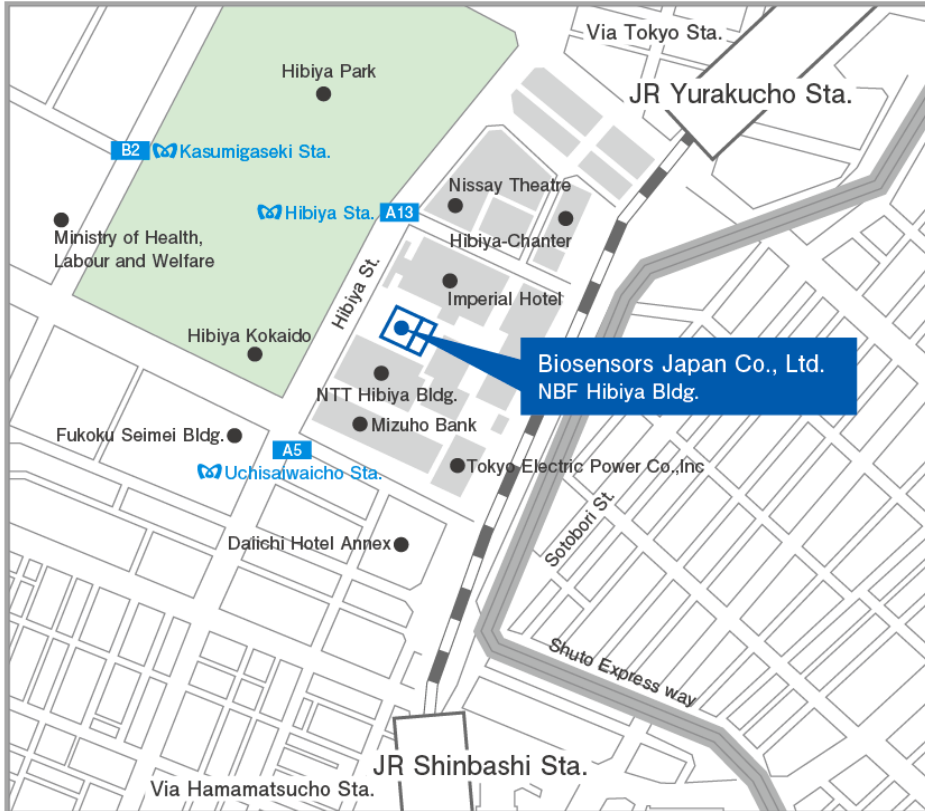 Via Tokyo Sta.
JR Yurakucho Sta.
Hibiya Park
B2 Kasumigaseki Sta.
Nissay Theatre
Hibiya Sta. A13
Ministry of Health,
Labour and Welfare
Hibiya-Chanter
Hibiya St.
Imperial Hotel
Hibiya Kokaido
Biosensors Japan Co., Ltd.
NBF Hibiya Bldg.
NTT Hibiya Bldg.
Mizuho Bank
Fukoku Seimei Bldg.
A5
Uchisaiwaicho Sta.
Tokyo Electric Power Co.,Inc
Sotobori St.
Daiichi Hotel Annex
Shuto Express way
JR Shinbashi Sta.
Via Hamamatsucho Sta.